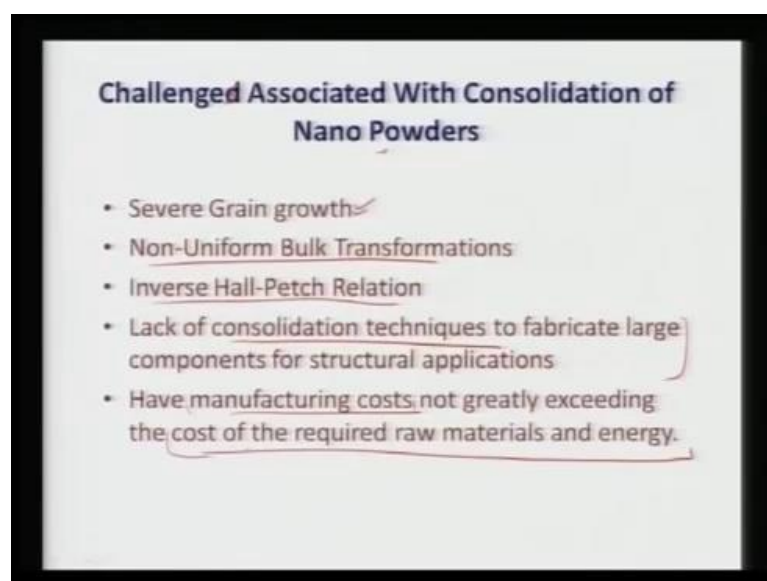 Challenged Associated With Consolidation of
Nano Powders
• Severe Grain growth
• Non-Uniform Bulk Transformations
• Inverse Hall-Petch Relation
• Lack of consolidation techniques to fabricate large
components for structural applications
• Have manufacturing costs not greatly exceeding
the cost of the required raw materials and energy.